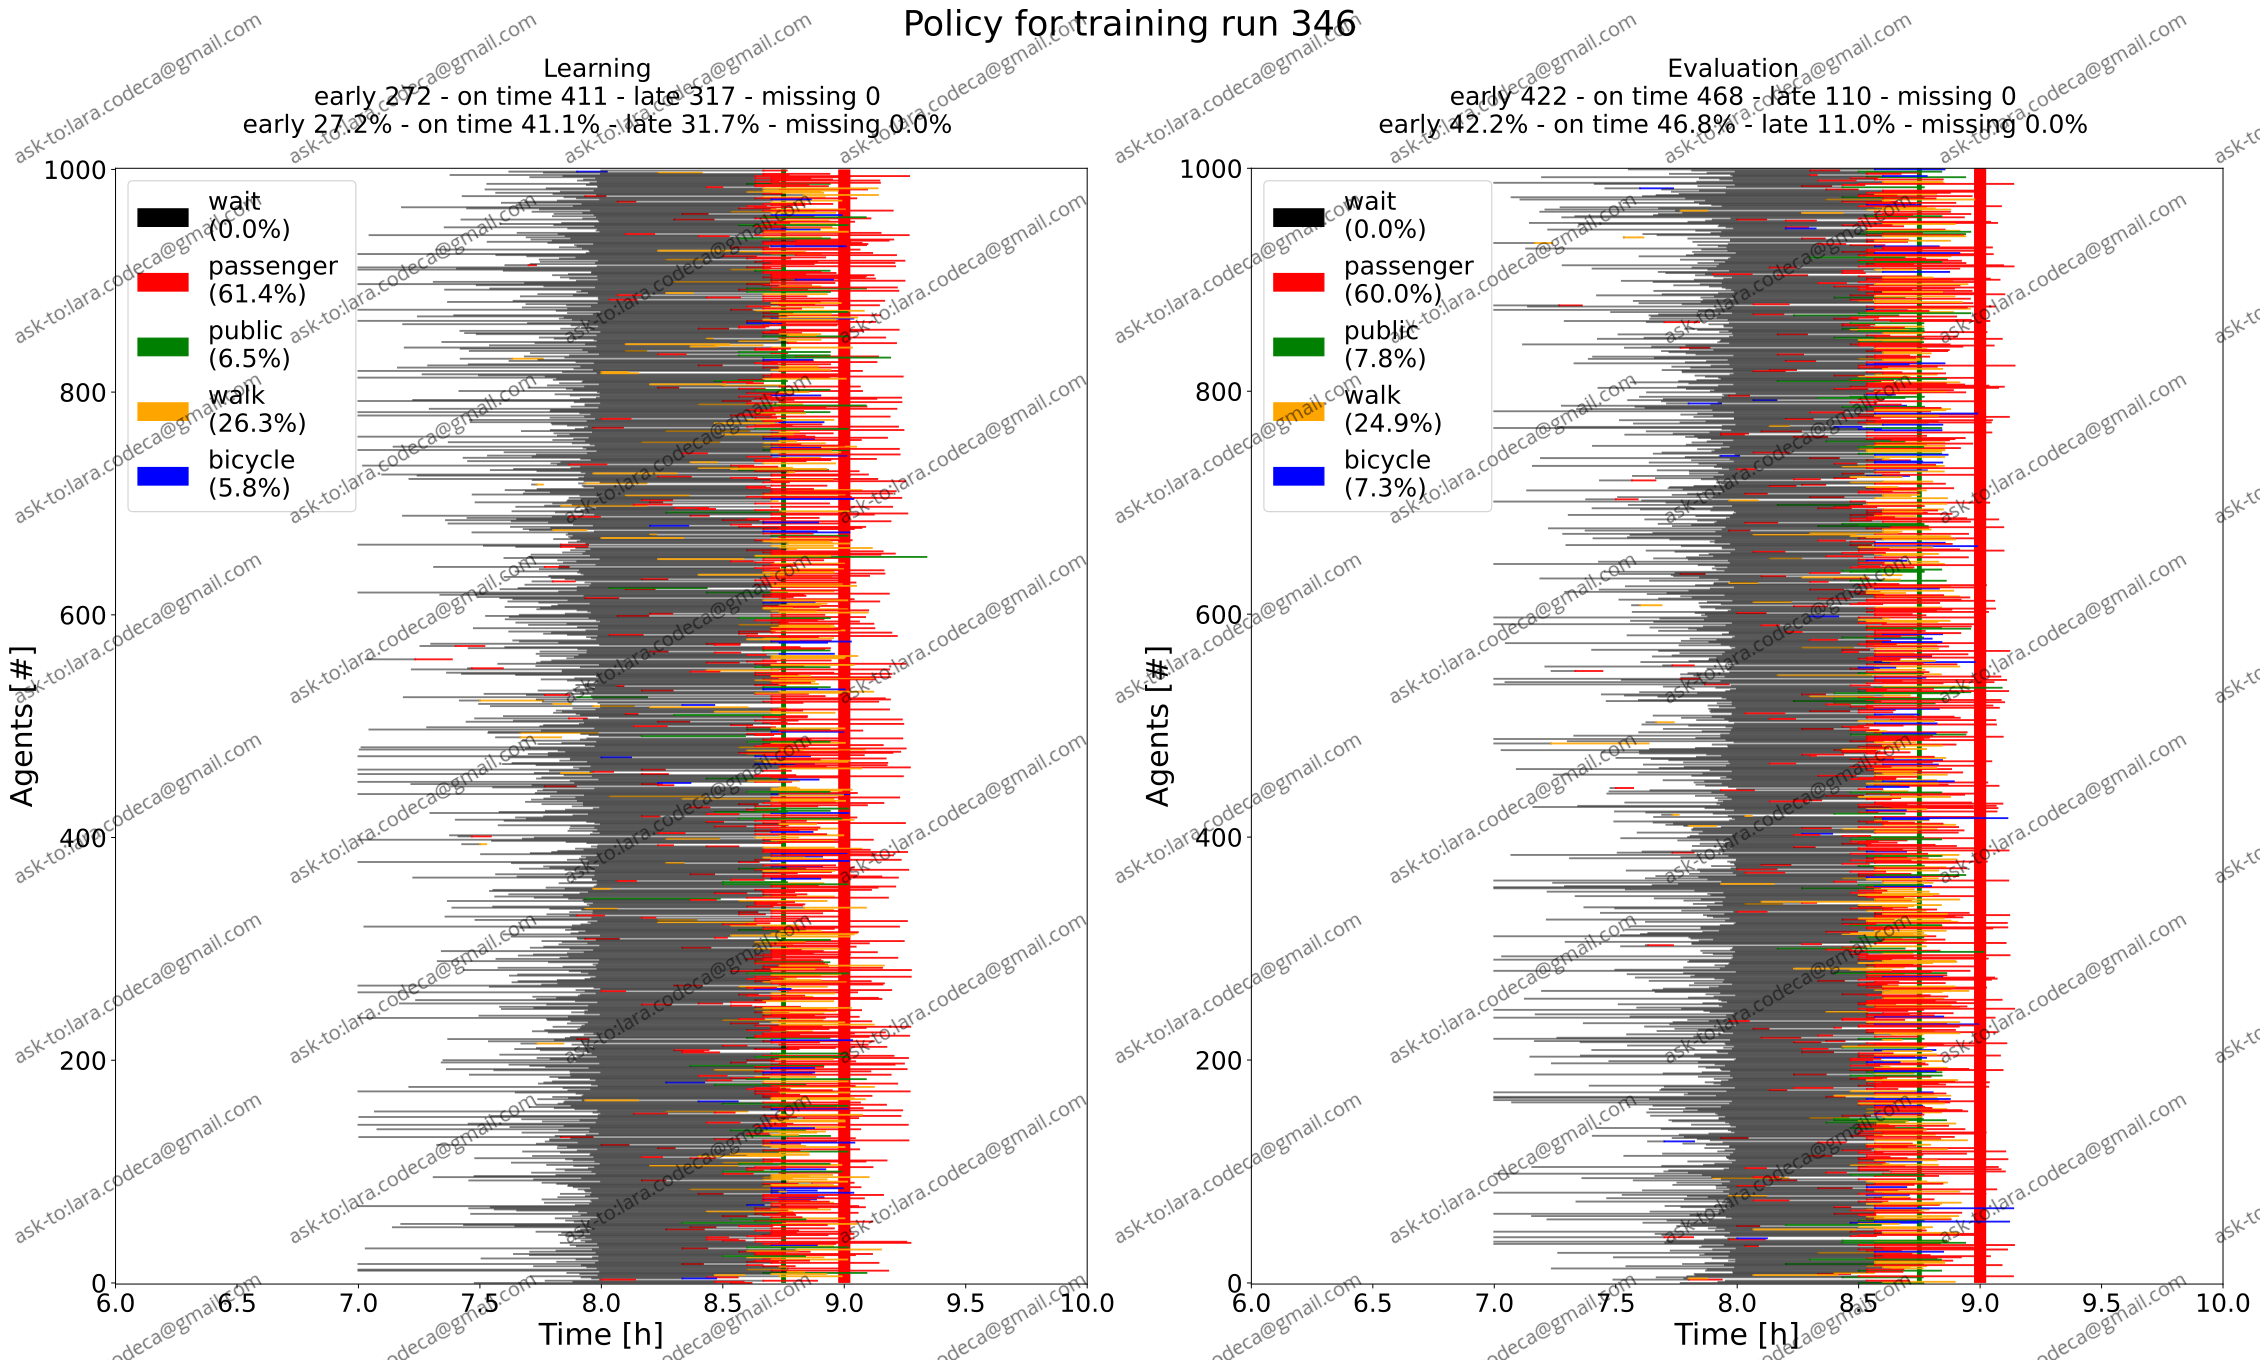 Policy for training run 346
Learning
early 272 - on time 411 - late 317 - missing 0
early 27.2% - on time 41.1% - late 31.7% - missing 0.0%
1000
800
600
400
200
0
Agents [#]
wait
(0.0%)
passenger
(61.4%)
public
(6.5%)
walk
(26.3%)
bicycle
(5.8%)
6.0 6.5 7.0 7.5 8.0 8.5 9.0 9.5 10.0
Time [h]
Evaluation
early 422 - on time 468 - late 110 - missing 0
early 42.2% - on time 46.8% - late 11.0% - missing 0.0%
1000
800
600
400
200
0
Agents [#]
wait
(0.0%)
passenger
(60.0%)
public
(7.8%)
walk
(24.9%)
bicycle
(7.3%)
6.0 6.5 7.0 7.5 8.0 8.5 9.0 9.5 10.0
Time [h]
ask-to:lara.codeca@gmail.com